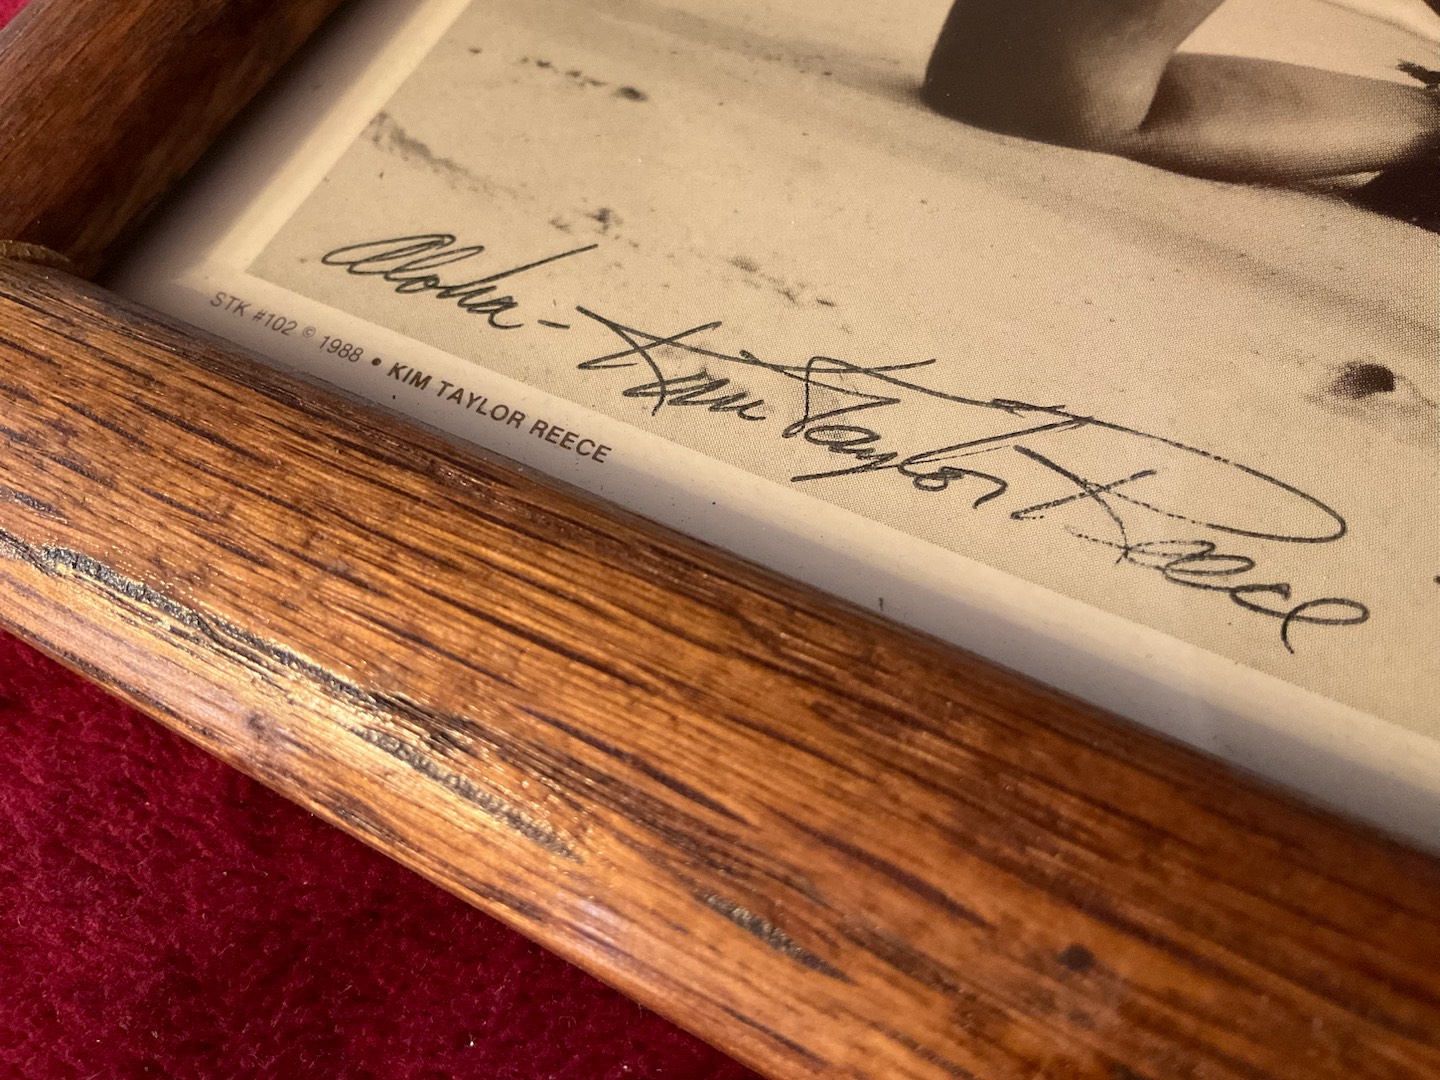 Aloha - Kim Taylor Reece
STK #102 © 1988 • KIM TAYLOR REECE